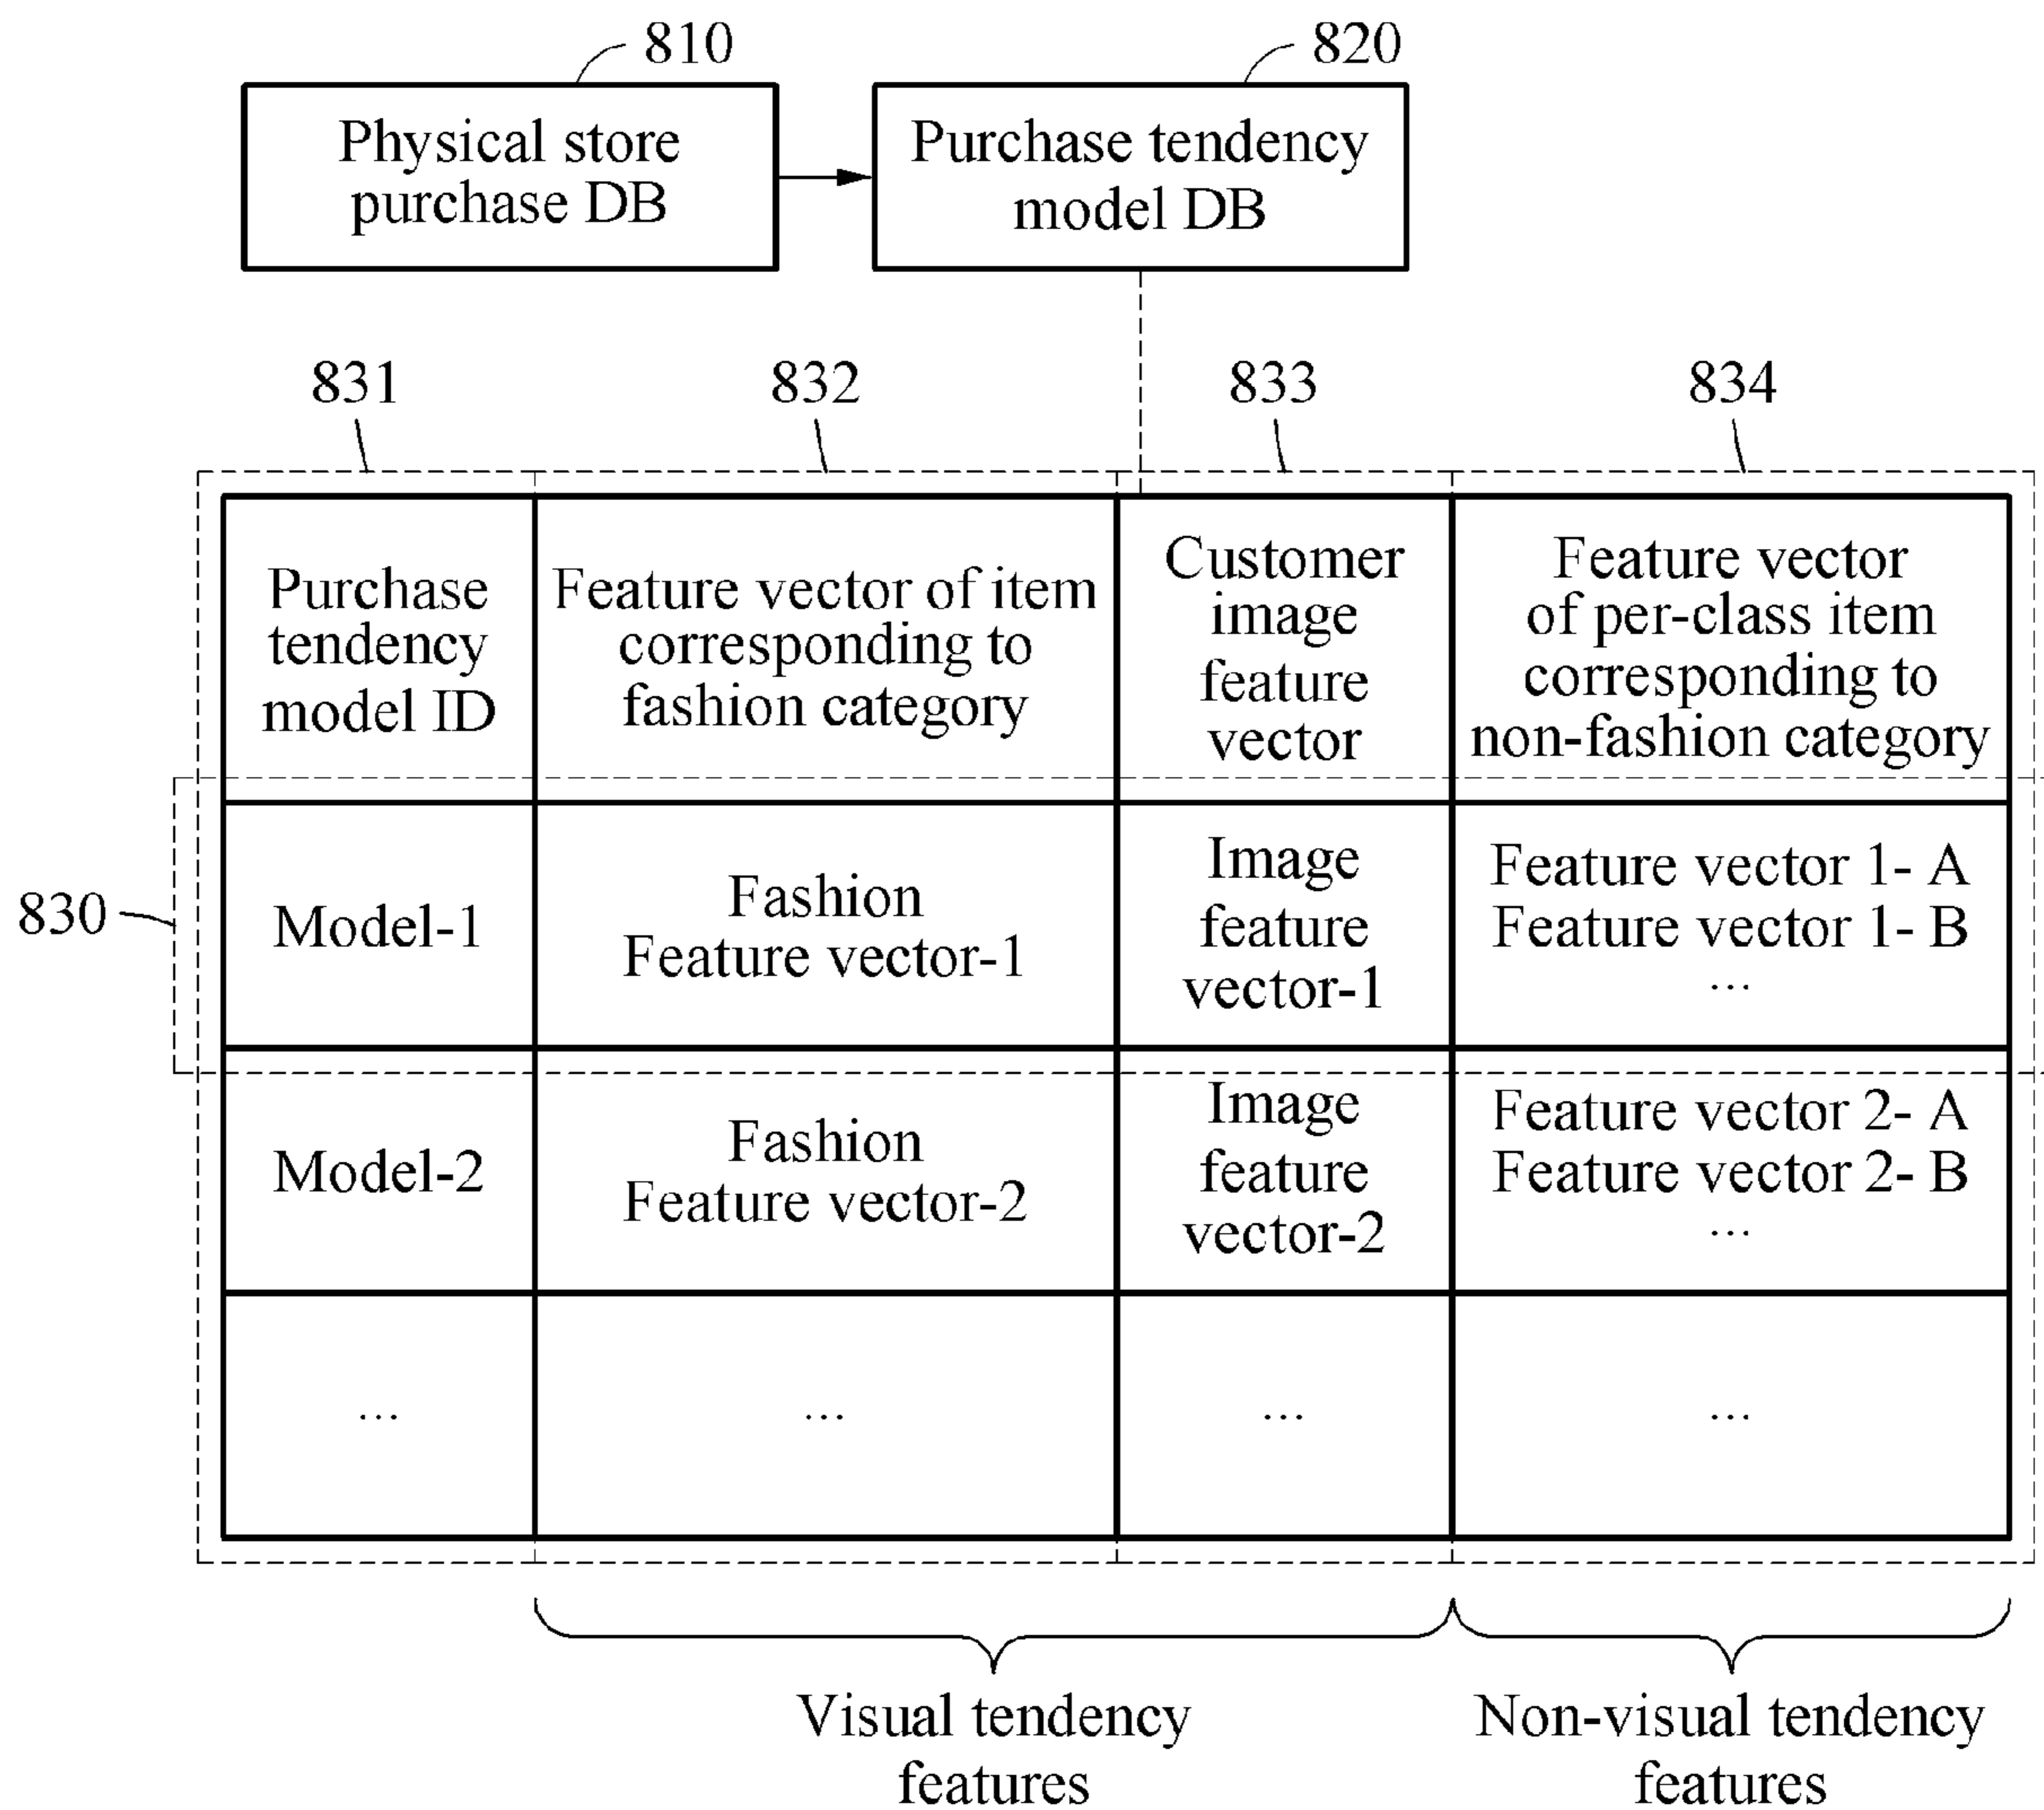 810
820
Physical store
purchase DB
Purchase tendency
model DB
831
832
833
834
Purchase
tendency
model ID
Feature vector of item
corresponding to
fashion category
Customer
image
feature
vector
Feature vector
of per-class item
corresponding to
non-fashion category
830
Model-1
Fashion
Feature vector-1
Image
feature
vector-1
Feature vector 1- A
Feature vector 1- B
...
Model-2
Fashion
Feature vector-2
Image
feature
vector-2
Feature vector 2- A
Feature vector 2- B
...
...
...
...
...
Visual tendency
features
Non-visual tendency
features